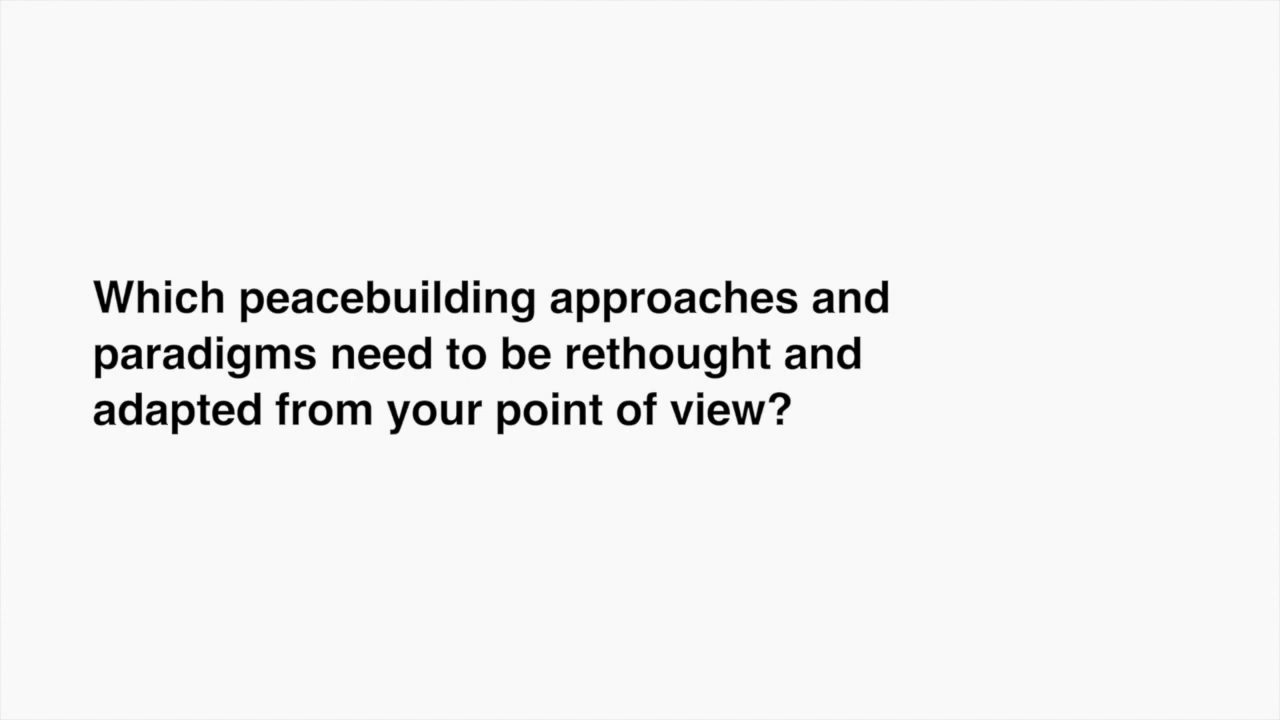 Which peacebuilding approaches and
paradigms need to be rethought and
adapted from your point of view?